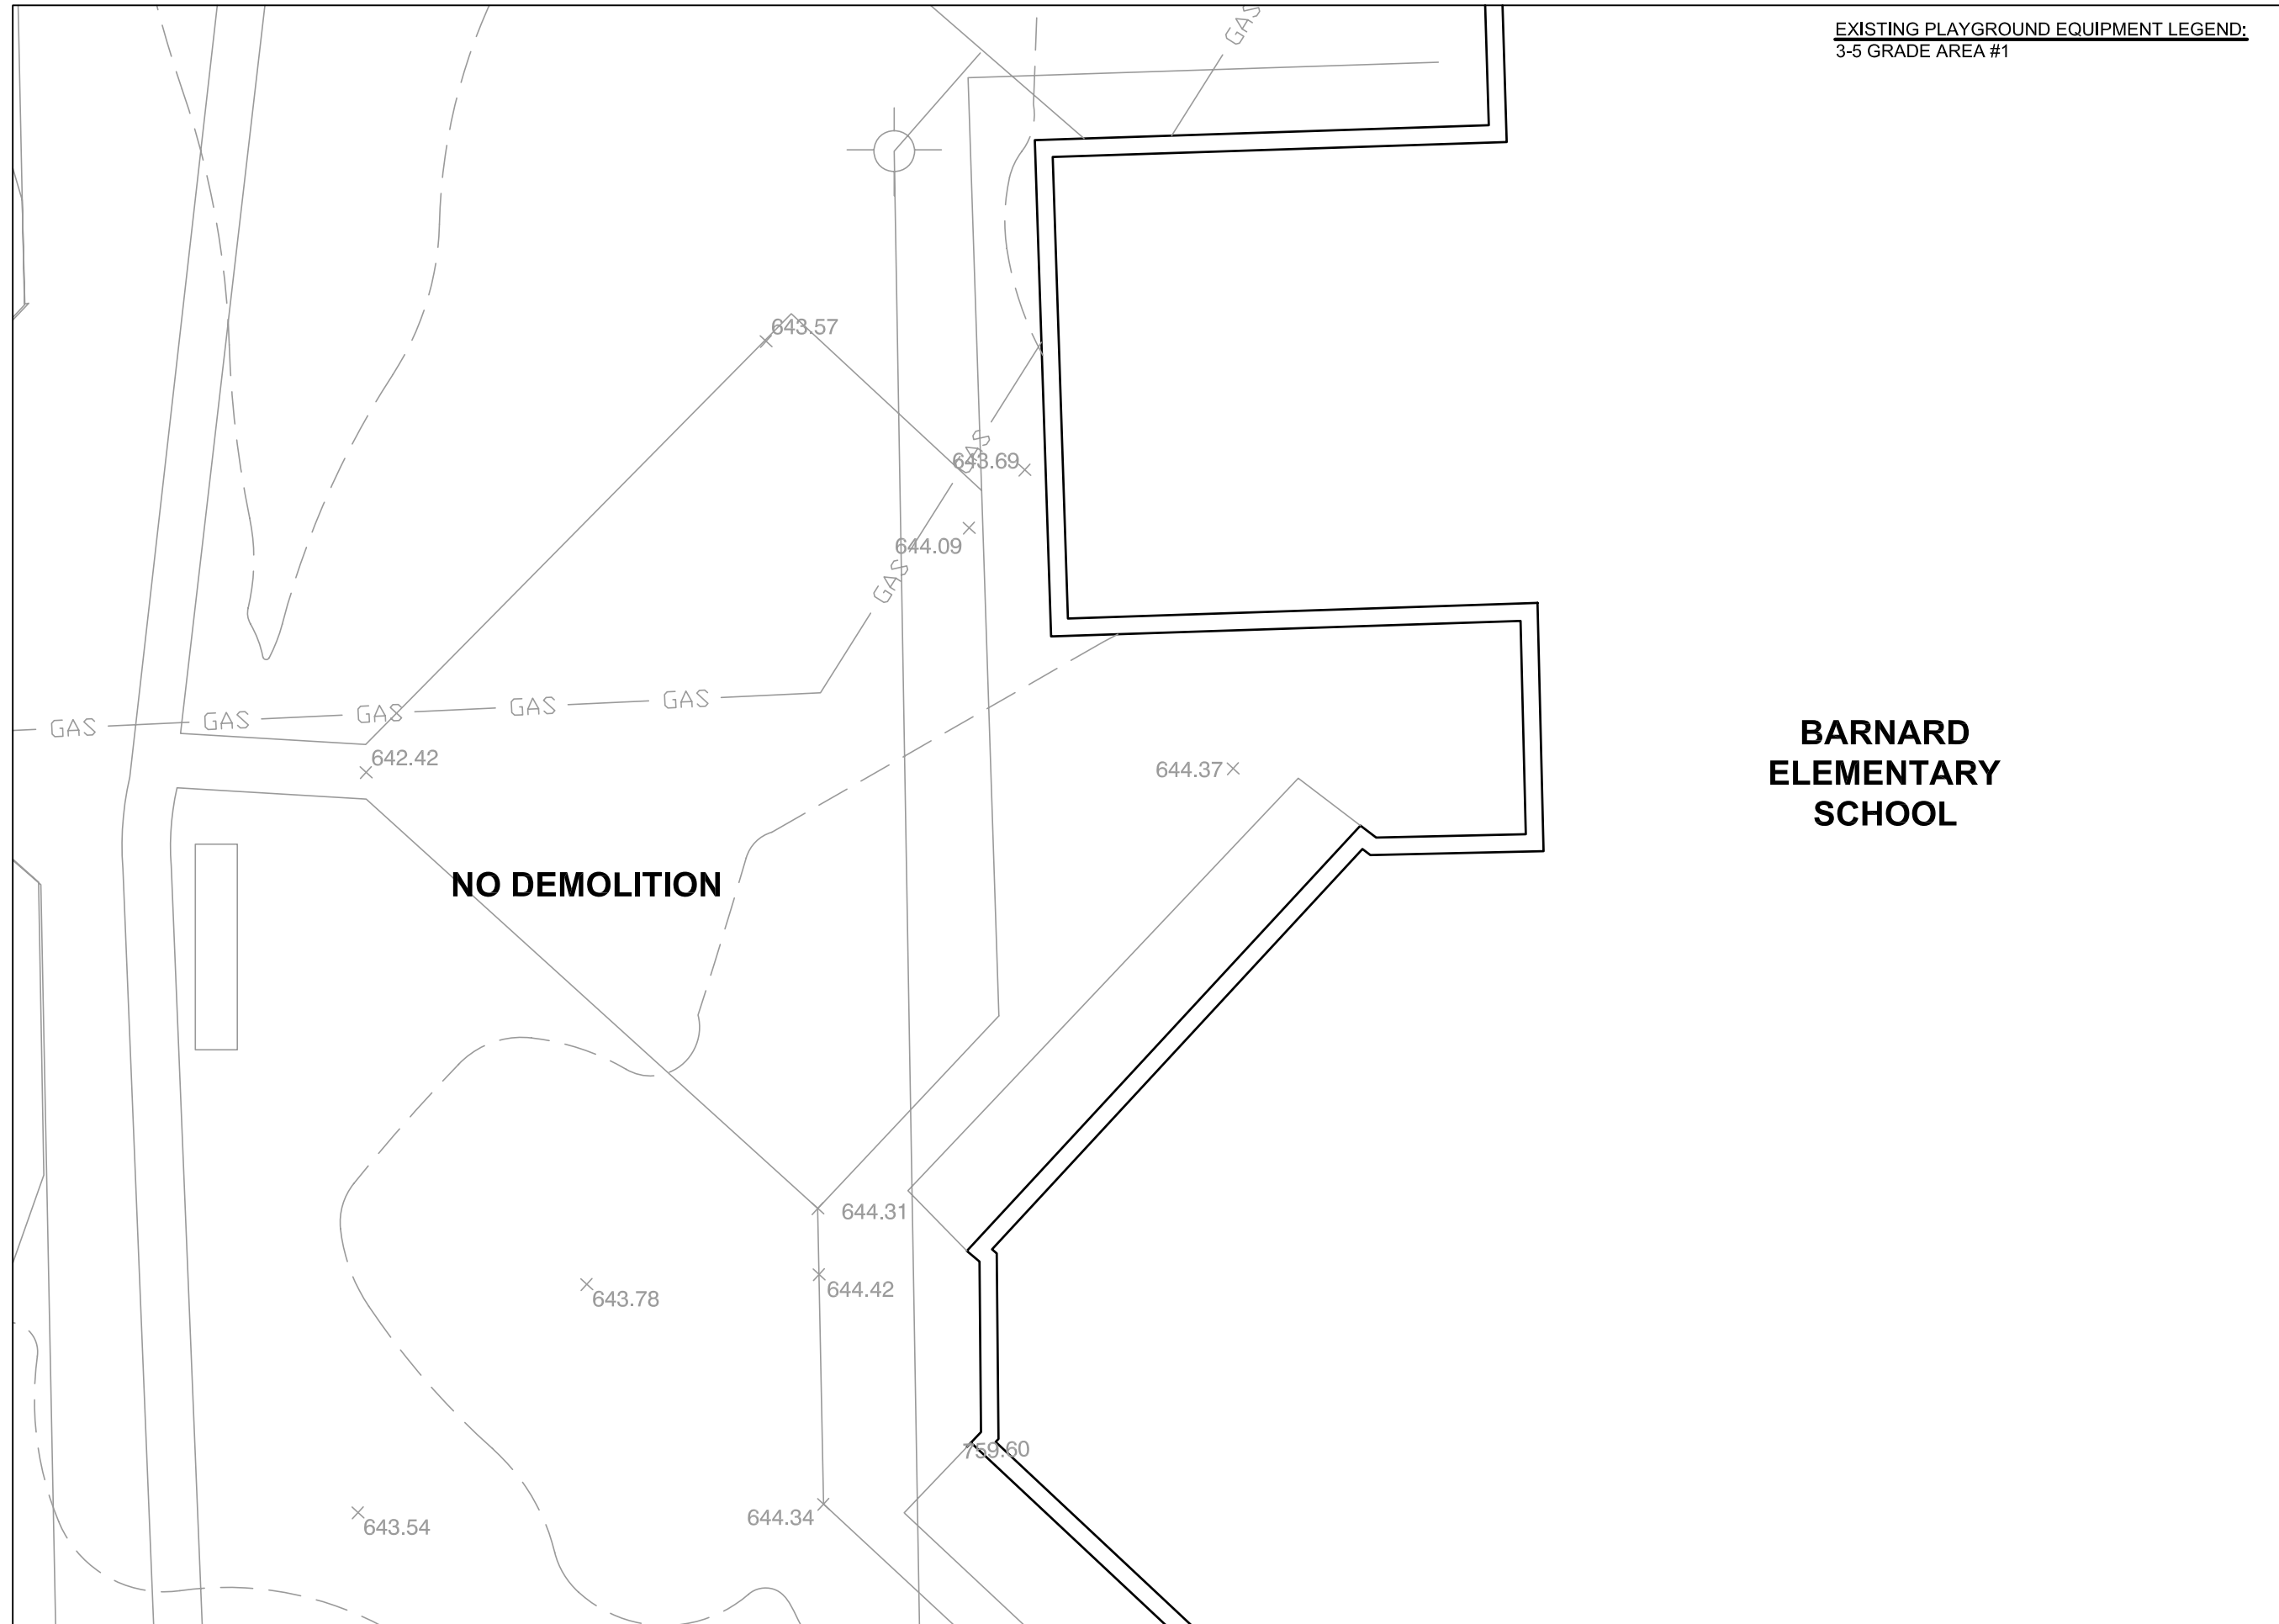 EXISTING PLAYGROUND EQUIPMENT LEGEND:
3-5 GRADE AREA #1
GAS
643.57
GAS
643.69
644.09
GAS
GAS
GAS
GAS
GAS
GAS
642.42
644.37
BARNARD
ELEMENTARY
SCHOOL
NO DEMOLITION
644.31
644.42
643.78
759.60
644.34
643.54